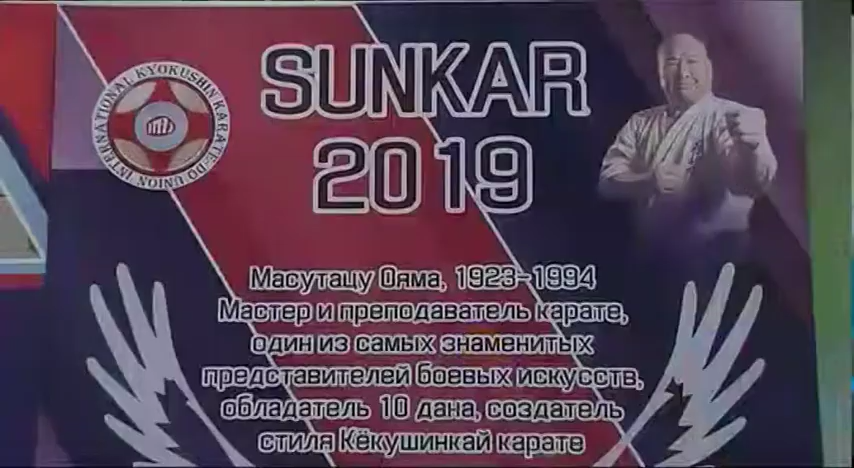 INTERNATIONAL KYOKUSHIN KARATE-DO UNION
SUNKAR
2019
Масутацу Ояма, 1923-1994
Мастер и преподаватель карате,
один из самых знаменитых
представителей боевых искусств,
обладатель 10 дана, создатель
стиля Кёкушинкай карате